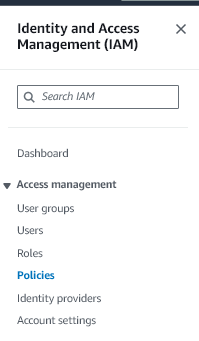 Identity and Access
Management (IAM)
Search IAM
Dashboard
Access management
User groups
Users
Roles
Policies
Identity providers
Account settings